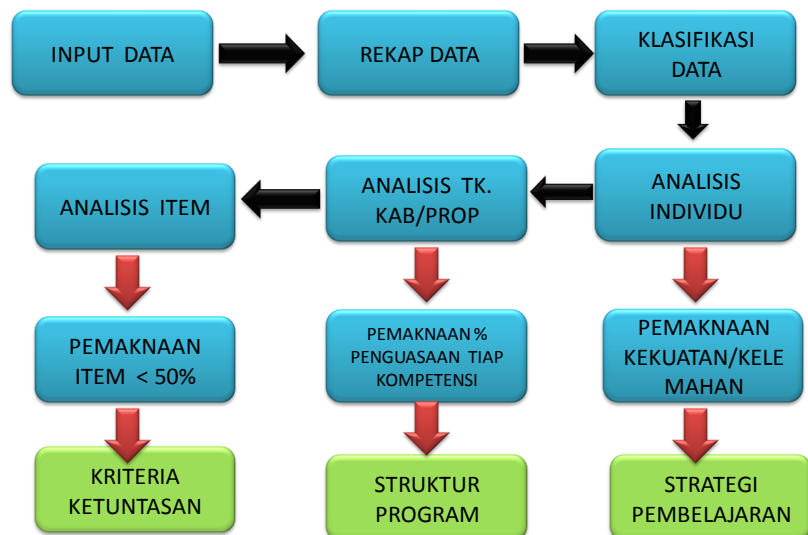 INPUT DATA
REKAP DATA
KLASIFIKASI
DATA
ANALISIS ITEM
ANALISIS TK.
KAB/PROP
ANALISIS
INDIVIDU
PEMAKNAAN
ITEM < 50%
PEMAKNAAN %
PENGUASAAN TIAP
KOMPETENSI
PEMAKNAAN
KEKUATAN/KELE
MAHAN
KRITERIA
KETUNTASAN
STRUKTUR
PROGRAM
STRATEGI
PEMBELAJARAN